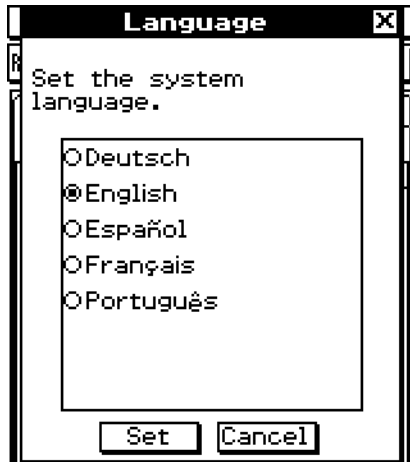 Language
Set the system
language.
Deutsch
English
Español
Français
Português
Set
Cancel